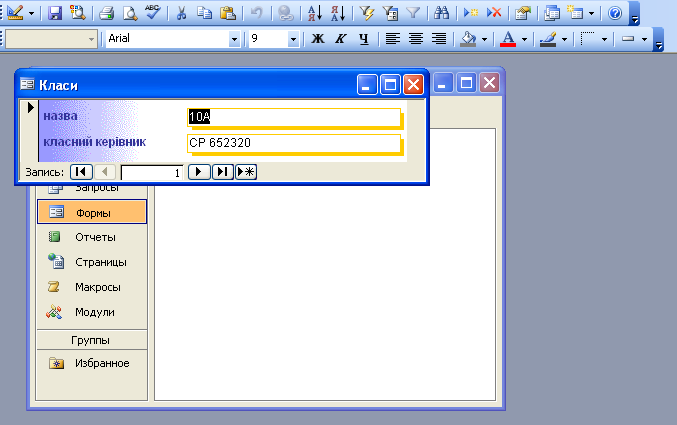 Arial
9
Ж К Ч
Класи
назва
10А
класний керівник
СР 652320
Запись:
1
Запросы
Формы
Отчеты
Страницы
Макросы
Модули
Группы
Избранное